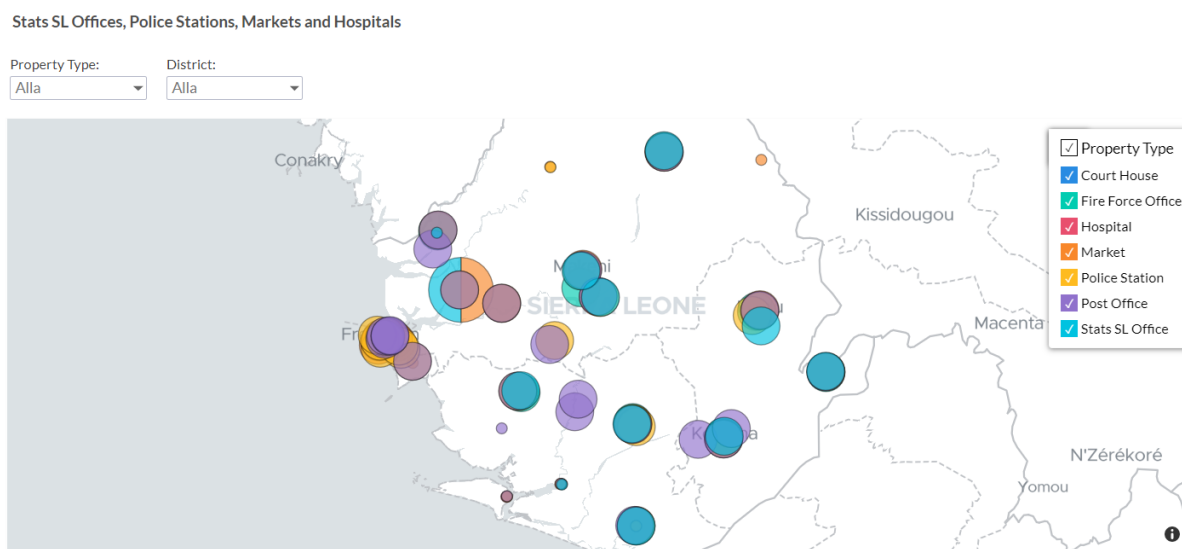 Stats SL Offices, Police Stations, Markets and Hospitals
Property Type: District:
Alla Alla
Conakry
Property Type
Court House
Fire Force Office
Hospital
Market
Police Station
Post Office
Stats SL Office
Kissidougou
SIERRA LEONE
Macenta
N'Zérékoré
Yomou